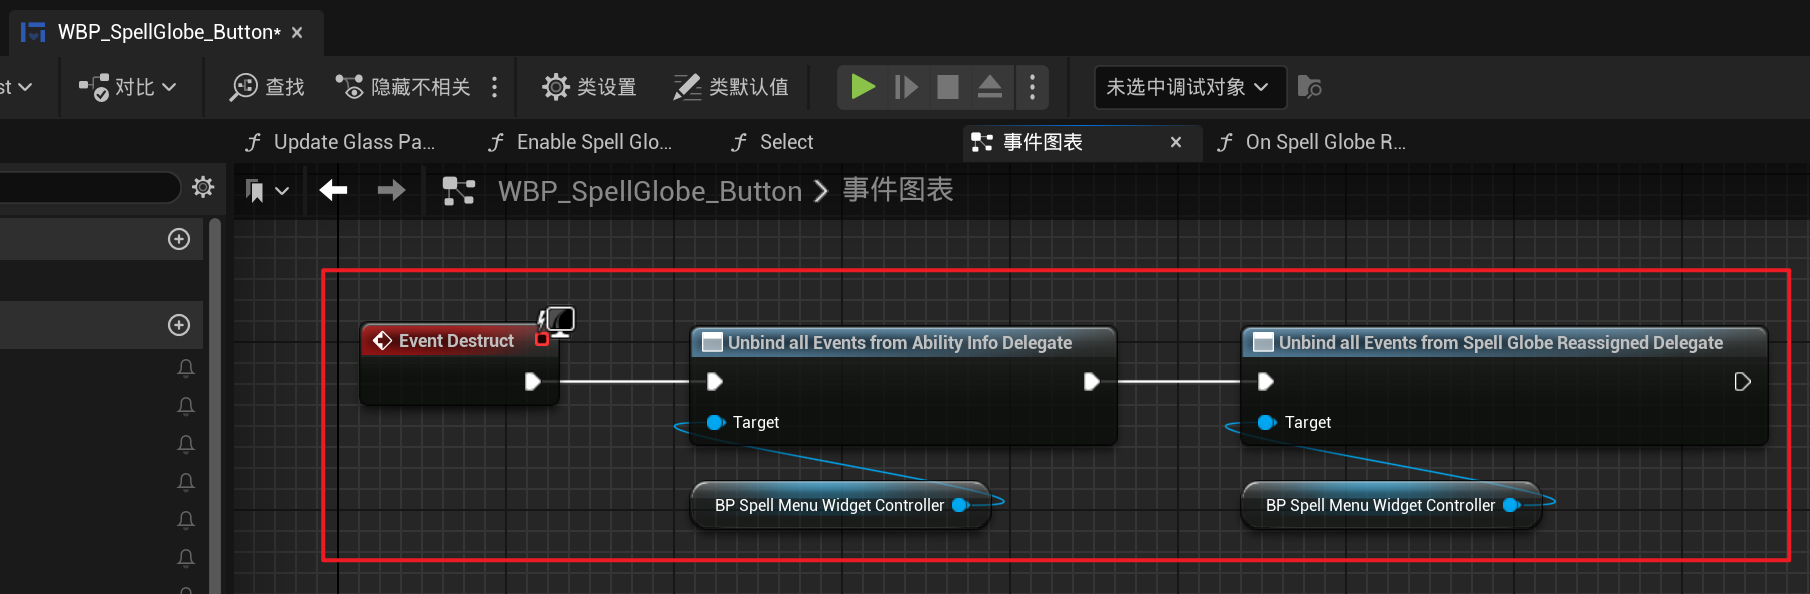 WBP_SpellGlobe_Button*
st
对比
查找
隐藏不相关
类设置
类默认值
未选中调试对象
Update Glass Pa...
Enable Spell Glo...
Select
事件图表
On Spell Globe R...
WBP_SpellGlobe_Button > 事件图表
Event Destruct
Unbind all Events from Ability Info Delegate
Target
BP Spell Menu Widget Controller
Unbind all Events from Spell Globe Reassigned Delegate
Target
BP Spell Menu Widget Controller